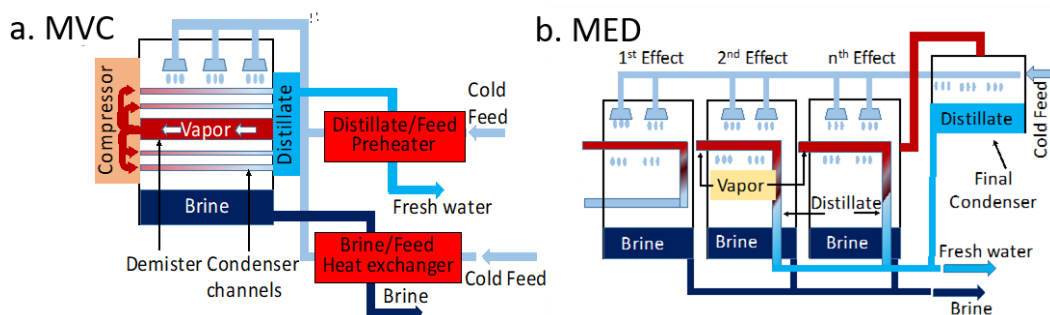 a. MVC
Compressor
Vapor
Distillate
Brine
Demister
Condenser
channels
Cold
Feed
Distillate/Feed
Preheater
Fresh water
Brine/Feed
Heat exchanger
Cold Feed
Brine
b. MED
1st Effect
2nd Effect
nth Effect
Distillate
Cold Feed
Final
Condenser
Vapor
Distillate
Brine
Brine
Brine
Fresh water
Brine